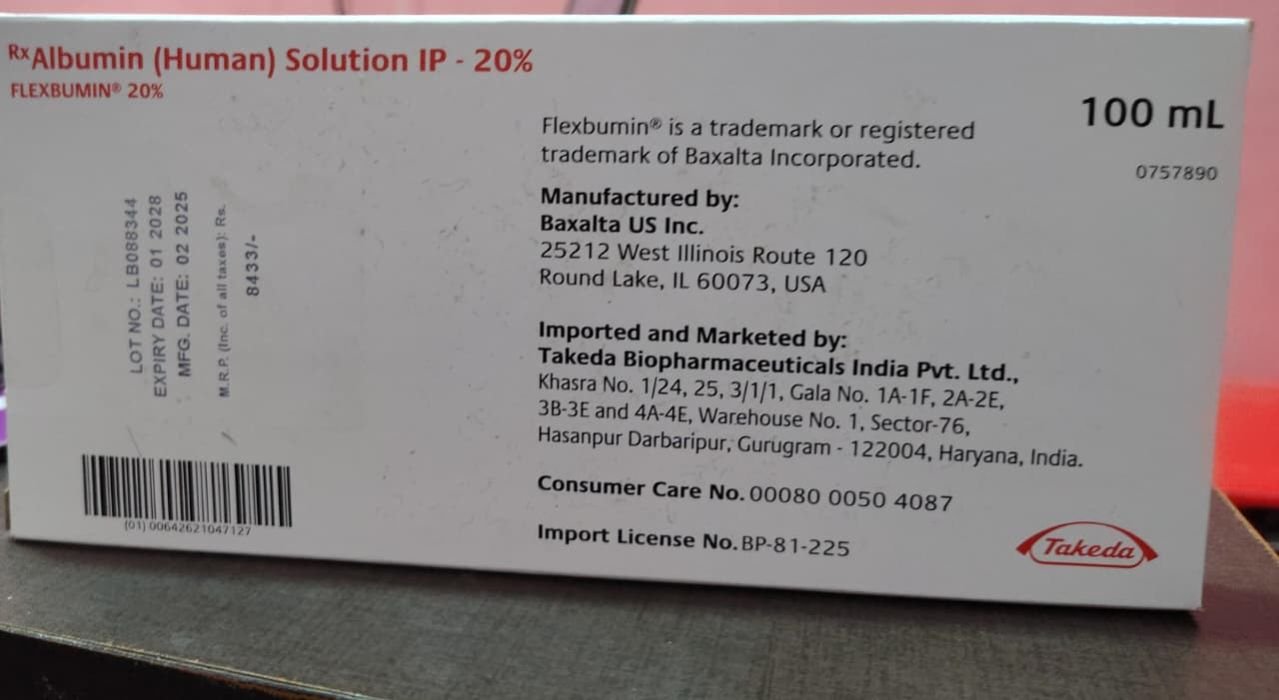 Rx Albumin (Human) Solution IP - 20%
FLEXBUMIN® 20%
100 mL
0757890
LOT NO.: LB088344
EXPIRY DATE: 01 2028
MFG. DATE: 02 2025
M.R.P. (Inc. of all taxes): Rs.
8433/-
(01) 00642621047127
Flexbumin® is a trademark or registered
trademark of Baxalta Incorporated.
Manufactured by:
Baxalta US Inc.
25212 West Illinois Route 120
Round Lake, IL 60073, USA
Imported and Marketed by:
Takeda Biopharmaceuticals India Pvt. Ltd.,
Khasra No. 1/24, 25, 3/1/1, Gala No. 1A-1F, 2A-2E,
3B-3E and 4A-4E, Warehouse No. 1, Sector-76,
Hasanpur Darbaripur, Gurugram - 122004, Haryana, India.
Consumer Care No. 00080 0050 4087
Import License No. BP-81-225
Takeda